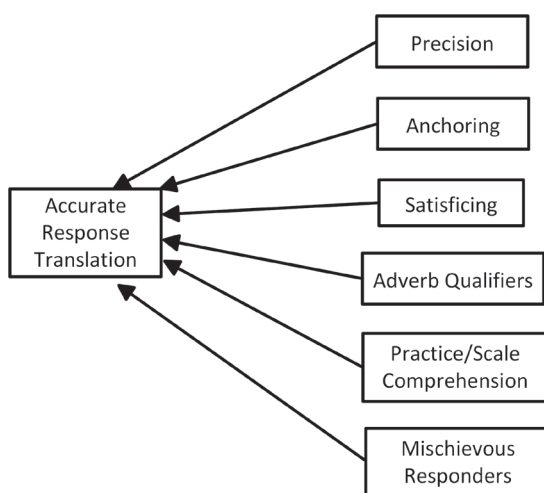 Precision
Anchoring
Satisficing
Accurate
Response
Translation
Adverb Qualifiers
Practice/Scale
Comprehension
Mischievous
Responders